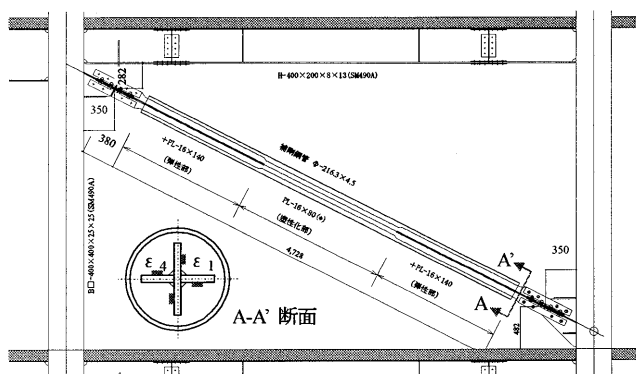 H-400×200×8×13(SM490A)
282
350
380
+PL-16×140
(弾性部)
補剛鋼管 Φ-216.3×4.5
B□-400×400×25×25(SM490A)
PL-16×80(*)
(塑性化部)
4,728
+PL-16×140
(弾性部)
350
A'
A
482
ε4
ε1
A-A' 断面